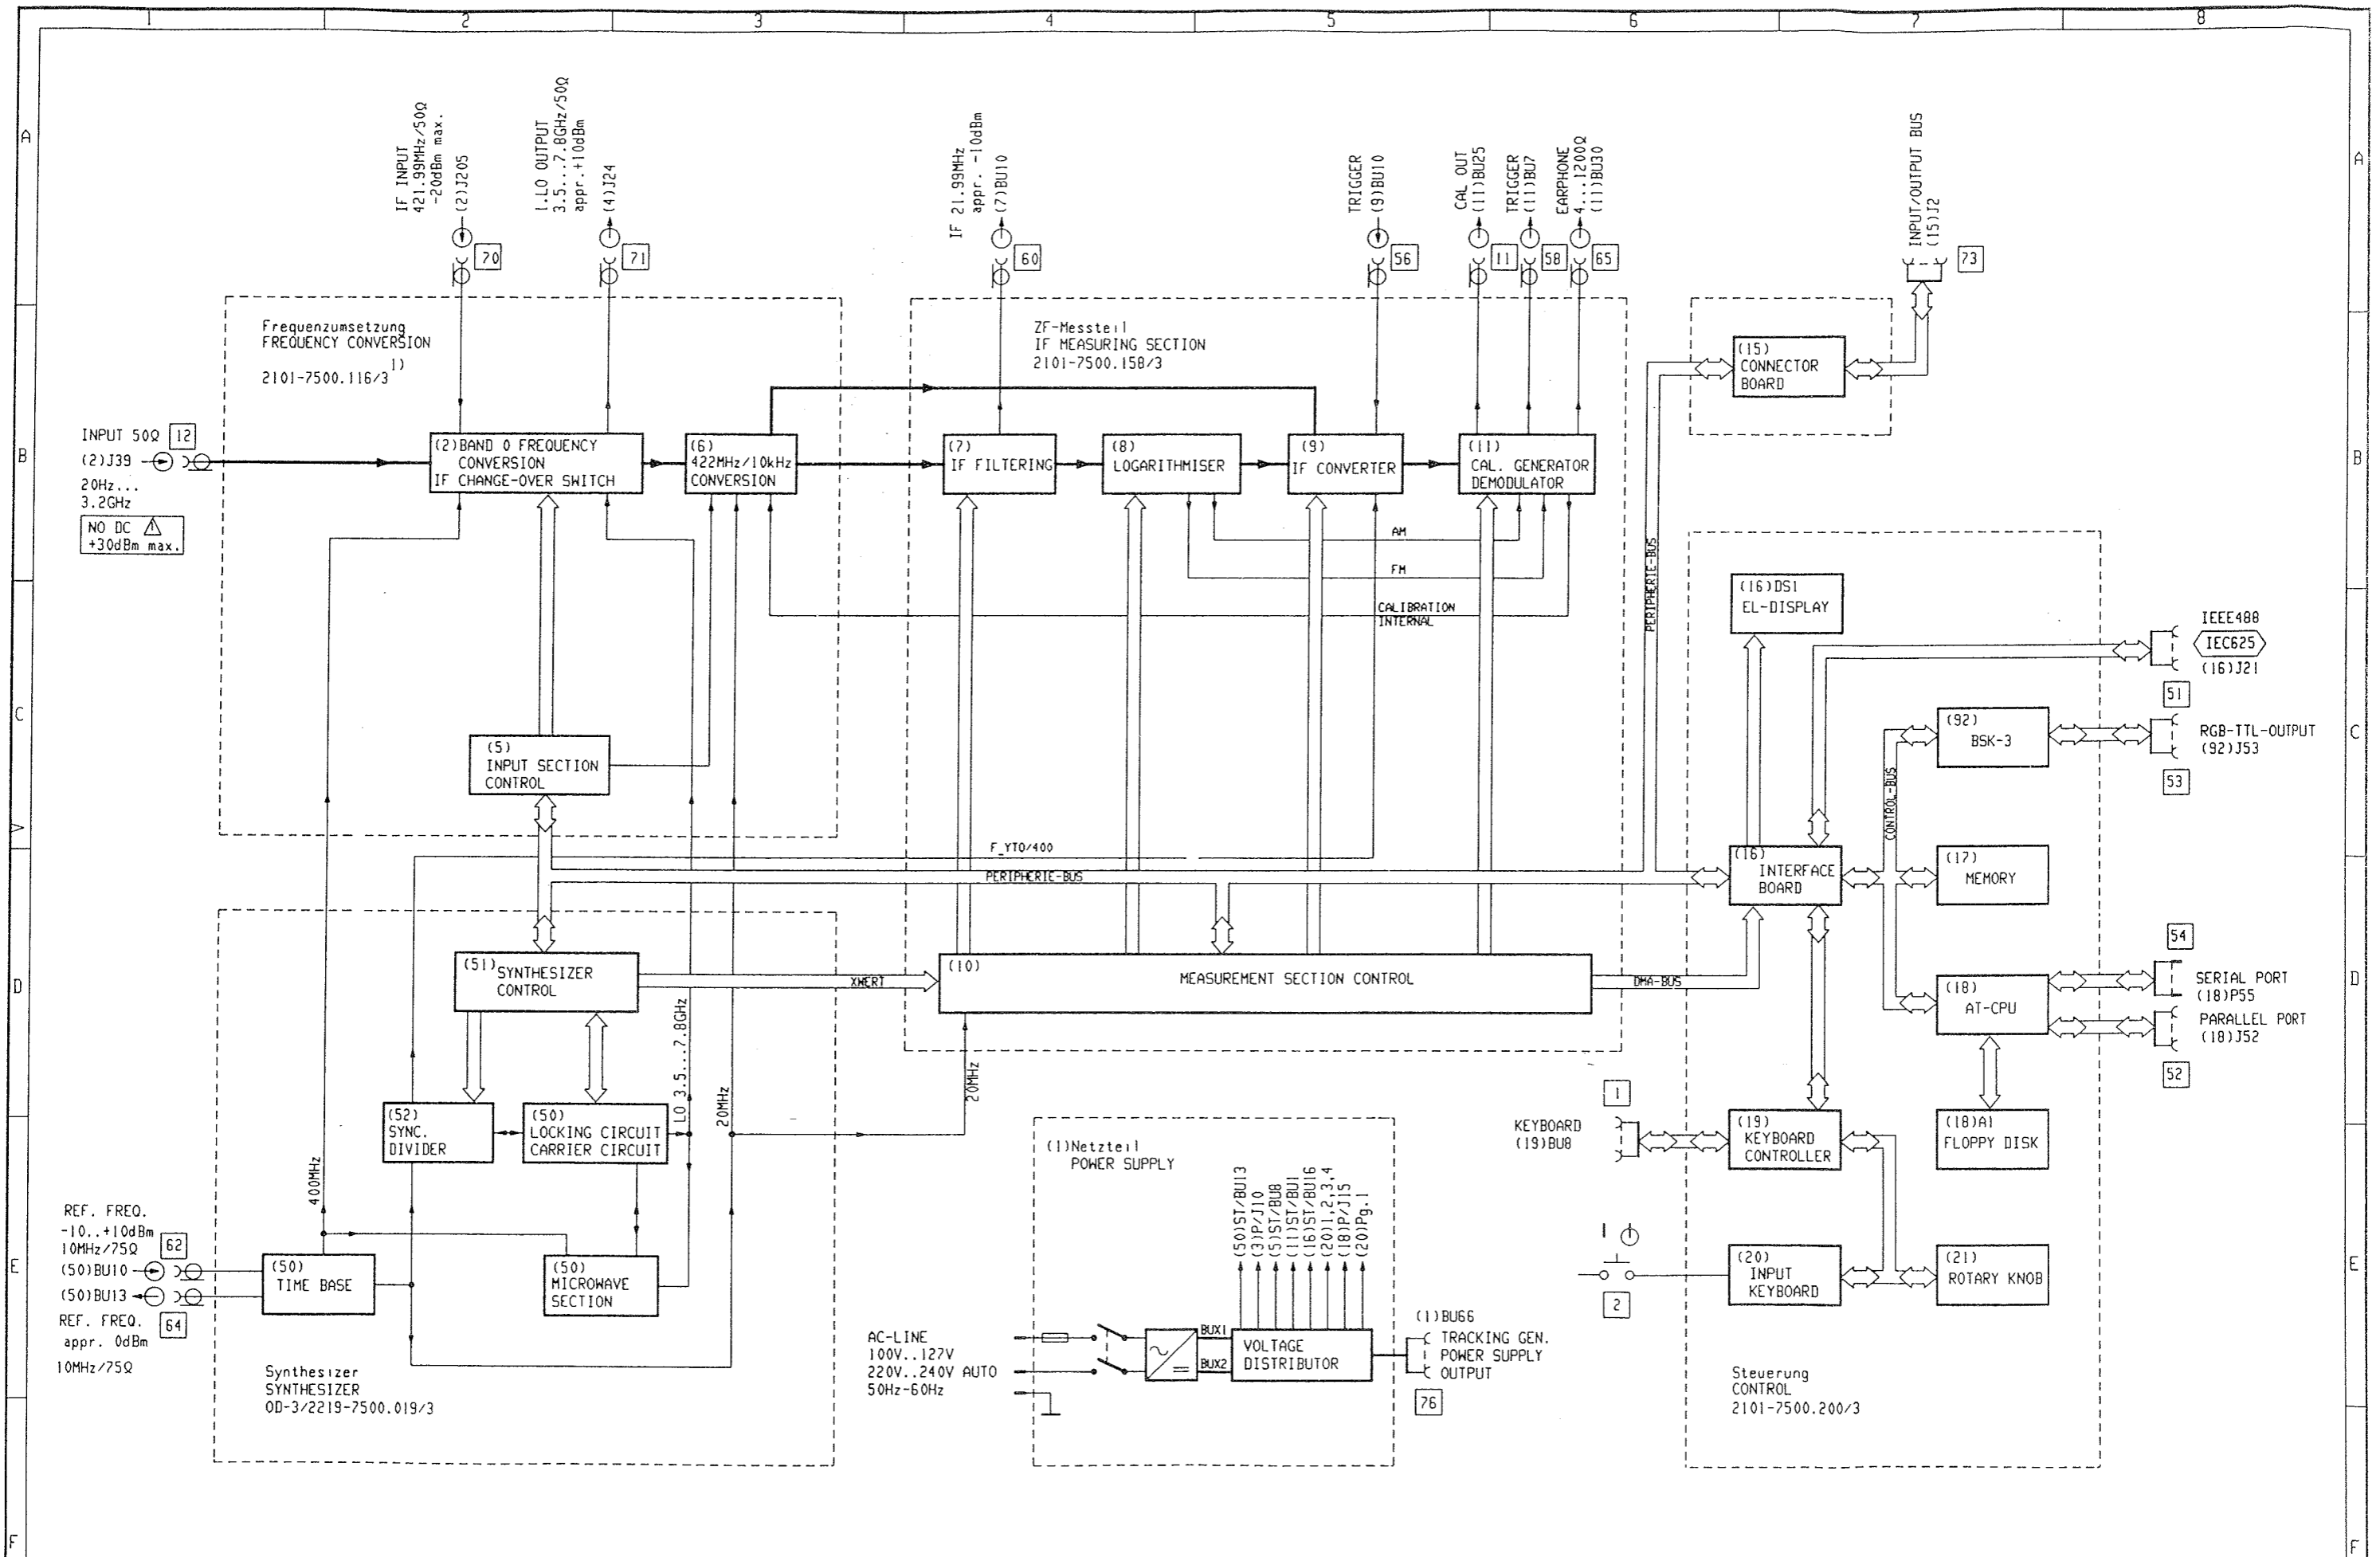 1 2 3 4 5 6 7 8
A
B
C
D
E
F
A
B
C
D
E
F
IF INPUT
421.99MHz/50Ω
-20dBm max.
(2)J205
70
1.LO OUTPUT
3.5...7.8GHz/50Ω
appr.+10dBm
(4)J24
71
IF 21.99MHz
appr. -10dBm
(7)BU10
60
TRIGGER
(9)BU10
56
CAL OUT
(11)BU25
11
TRIGGER
(11)BU7
58
EARPHONE
4...1200Ω
(11)BU30
65
INPUT/OUTPUT BUS
(15)J2
73
Frequenzumsetzung
FREQUENCY CONVERSION
2101-7500.116/3 1)
ZF-Messteil
IF MEASURING SECTION
2101-7500.158/3
(15)
CONNECTOR
BOARD
INPUT 50Ω 12
(2)J39
20Hz...
3.2GHz
NO DC
+30dBm max.
(2)BAND 0 FREQUENCY
CONVERSION
IF CHANGE-OVER SWITCH
(6)
422MHz/10kHz
CONVERSION
(7)
IF FILTERING
(8)
LOGARITHMISER
(9)
IF CONVERTER
(11)
CAL. GENERATOR
DEMODULATOR
AM
FM
CALIBRATION
INTERNAL
PERIPHERIE-BUS
(16)DS1
EL-DISPLAY
IEEE488
IEC625
(16)J21
51
(5)
INPUT SECTION
CONTROL
(92)
BSK-3
RGB-TTL-OUTPUT
(92)J53
53
CONTROL-BUS
F_YTO/400
PERIPHERIE-BUS
(16)
INTERFACE
BOARD
(17)
MEMORY
(51)
SYNTHESIZER
CONTROL
XWERT
(10)
MEASUREMENT SECTION CONTROL
DMA-BUS
(18)
AT-CPU
54
SERIAL PORT
(18)P55
PARALLEL PORT
(18)J52
52
LO 3.5...7.8GHz
20MHz
20MHz
400MHz
(52)
SYNC.
DIVIDER
(50)
LOCKING CIRCUIT
CARRIER CIRCUIT
1
KEYBOARD
(19)BU8
(19)
KEYBOARD
CONTROLLER
(18)A1
FLOPPY DISK
(1)Netzteil
POWER SUPPLY
(50)ST/BU13
(3)P/J10
(5)ST/BU8
(11)ST/BU1
(16)ST/BU16
(20)1,2,3,4
(18)P/J15
(20)Pg.1
REF. FREQ.
-10..+10dBm
10MHz/75Ω 62
(50)BU10
(50)BU13
REF. FREQ. 64
appr. 0dBm
10MHz/75Ω
(50)
TIME BASE
(50)
MICROWAVE
SECTION
2
(20)
INPUT
KEYBOARD
(21)
ROTARY KNOB
AC-LINE
100V..127V
220V..240V AUTO
50Hz-60Hz
BUX1
BUX2
VOLTAGE
DISTRIBUTOR
(1)BU66
TRACKING GEN.
POWER SUPPLY
OUTPUT
76
Synthesizer
SYNTHESIZER
OD-3/2219-7500.019/3
Steuerung
CONTROL
2101-7500.200/3